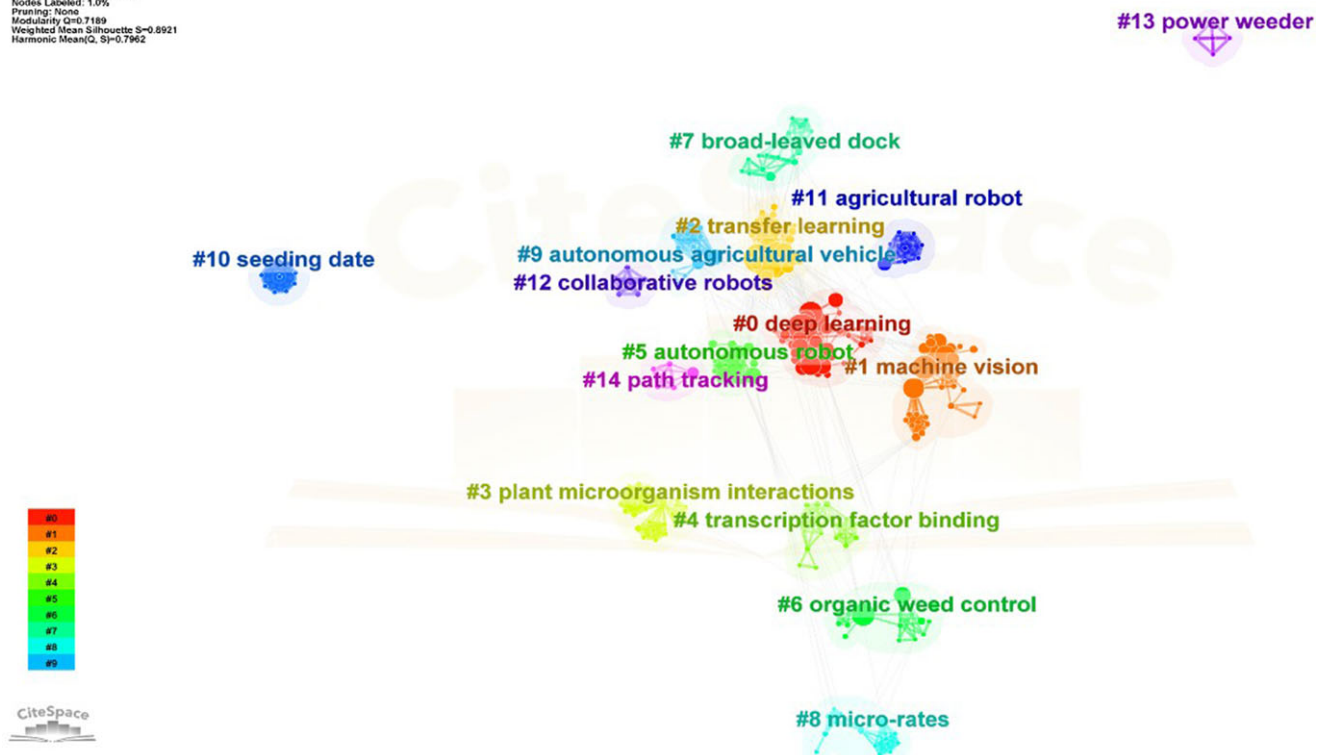 Nodes Labeled: 1.0%
Pruning: None
Modularity Q=0.7189
Weighted Mean Silhouette S=0.8921
Harmonic Mean(Q, S)=0.7962
#13 power weeder
#7 broad-leaved dock
#11 agricultural robot
#2 transfer learning
#9 autonomous agricultural vehicle
#10 seeding date
#12 collaborative robots
#0 deep learning
#5 autonomous robot
#1 machine vision
#14 path tracking
#3 plant microorganism interactions
#4 transcription factor binding
#6 organic weed control
#8 micro-rates
#0
#1
#2
#3
#4
#5
#6
#7
#8
#9
CiteSpace
CiteSpace